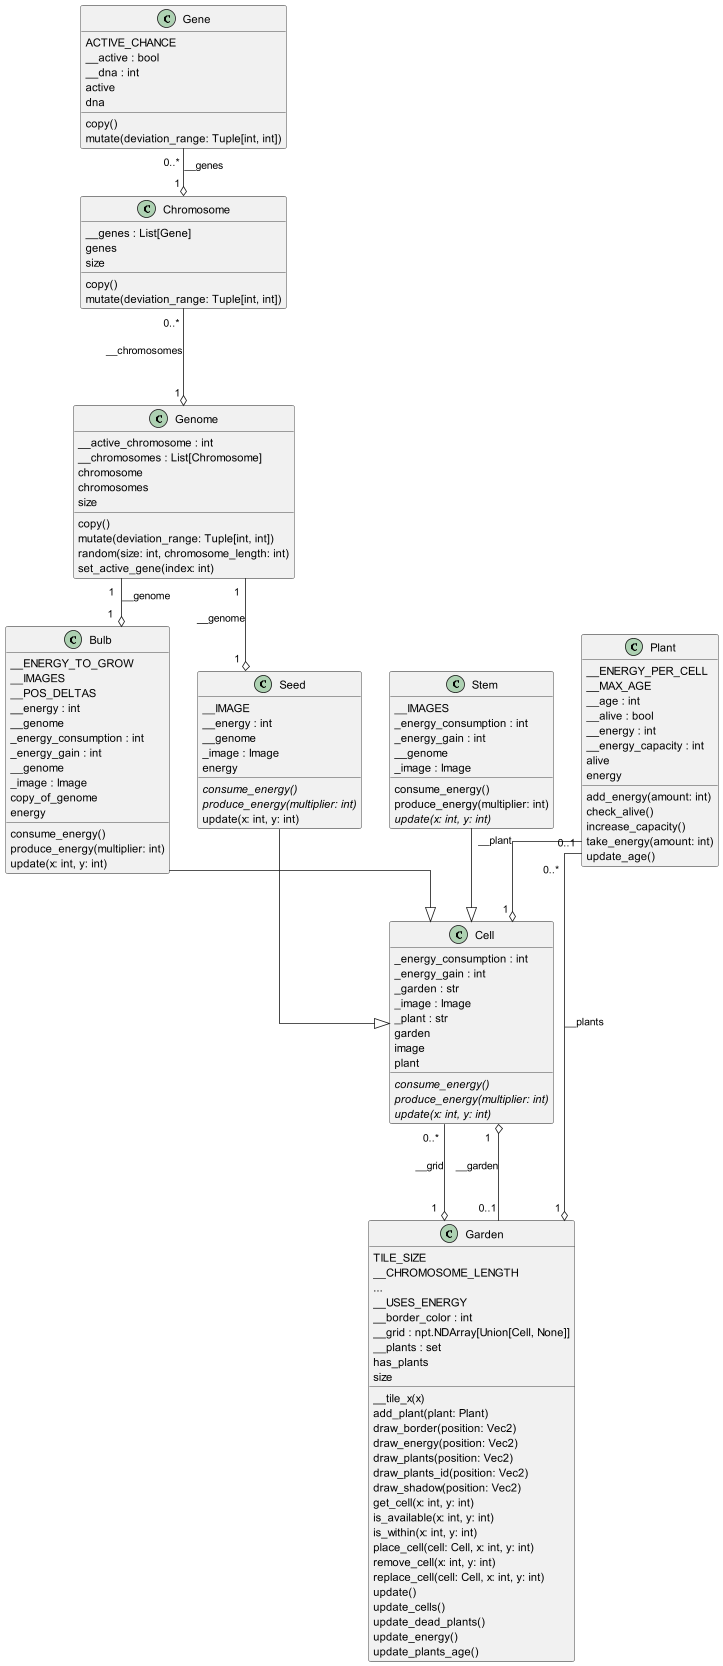 C Gene
ACTIVE_CHANCE
__active : bool
__dna : int
active
dna
copy()
mutate(deviation_range: Tuple[int, int])
0..*
__genes
1
C Chromosome
__genes : List[Gene]
genes
size
copy()
mutate(deviation_range: Tuple[int, int])
0..*
__chromosomes
1
C Genome
__active_chromosome : int
__chromosomes : List[Chromosome]
chromosome
chromosomes
size
copy()
mutate(deviation_range: Tuple[int, int])
random(size: int, chromosome_length: int)
set_active_gene(index: int)
1
__genome
1
1
__genome
1
C Bulb
__ENERGY_TO_GROW
__IMAGES
__POS_DELTAS
__energy : int
__genome
_energy_consumption : int
_energy_gain : int
__genome
_image : Image
copy_of_genome
energy
consume_energy()
produce_energy(multiplier: int)
update(x: int, y: int)
C Seed
__IMAGE
__energy : int
__genome
_image : Image
energy
consume_energy()
produce_energy(multiplier: int)
update(x: int, y: int)
C Stem
__IMAGES
_energy_consumption : int
_energy_gain : int
__genome
_image : Image
consume_energy()
produce_energy(multiplier: int)
update(x: int, y: int)
C Plant
__ENERGY_PER_CELL
__MAX_AGE
__age : int
__alive : bool
__energy : int
__energy_capacity : int
alive
energy
add_energy(amount: int)
check_alive()
increase_capacity()
take_energy(amount: int)
update_age()
__plant
0..1
1
0..*
__plants
1
C Cell
_energy_consumption : int
_energy_gain : int
_garden : str
_image : Image
_plant : str
garden
image
plant
consume_energy()
produce_energy(multiplier: int)
update(x: int, y: int)
0..*
__grid
1
1
__garden
0..1
C Garden
TILE_SIZE
__CHROMOSOME_LENGTH
...
__USES_ENERGY
__border_color : int
__grid : npt.NDArray[Union[Cell, None]]
__plants : set
has_plants
size
__tile_x(x)
add_plant(plant: Plant)
draw_border(position: Vec2)
draw_energy(position: Vec2)
draw_plants(position: Vec2)
draw_plants_id(position: Vec2)
draw_shadow(position: Vec2)
get_cell(x: int, y: int)
is_available(x: int, y: int)
is_within(x: int, y: int)
place_cell(cell: Cell, x: int, y: int)
remove_cell(x: int, y: int)
replace_cell(cell: Cell, x: int, y: int)
update()
update_cells()
update_dead_plants()
update_energy()
update_plants_age()